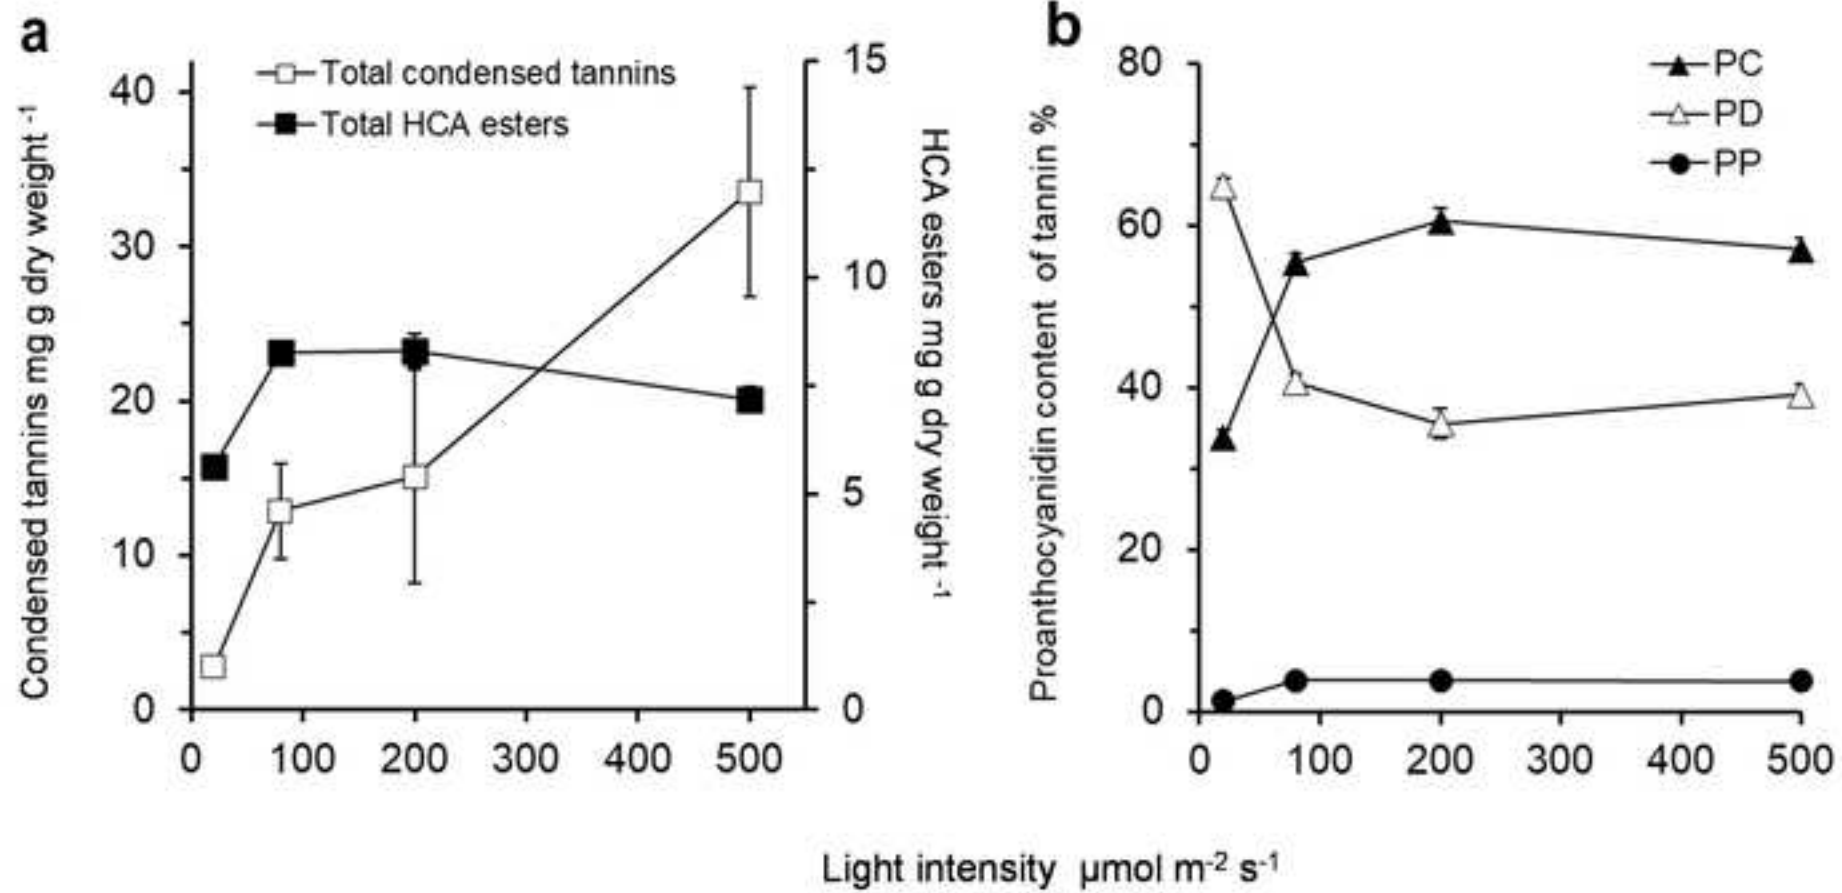 a
Total condensed tannins
Total HCA esters
Condensed tannins mg g dry weight -1
40
30
20
10
0
15
10
5
0
HCA esters mg g dry weight -1
0 100 200 300 400 500
b
PC
PD
PP
Proanthocyanidin content of tannin %
80
60
40
20
0
0 100 200 300 400 500
Light intensity µmol m-2 s-1